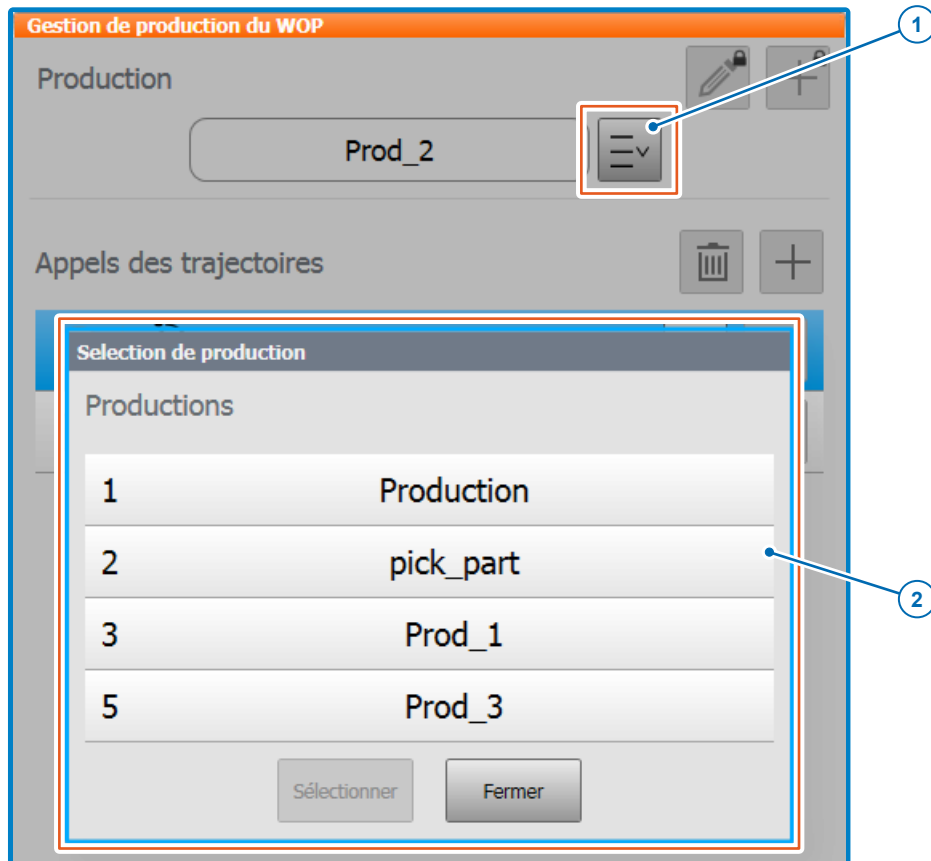 Gestion de production du WOP
1
Production
Prod_2
Appels des trajectoires
Selection de production
Productions
1 Production
2 pick_part
2
3 Prod_1
5 Prod_3
Sélectionner Fermer